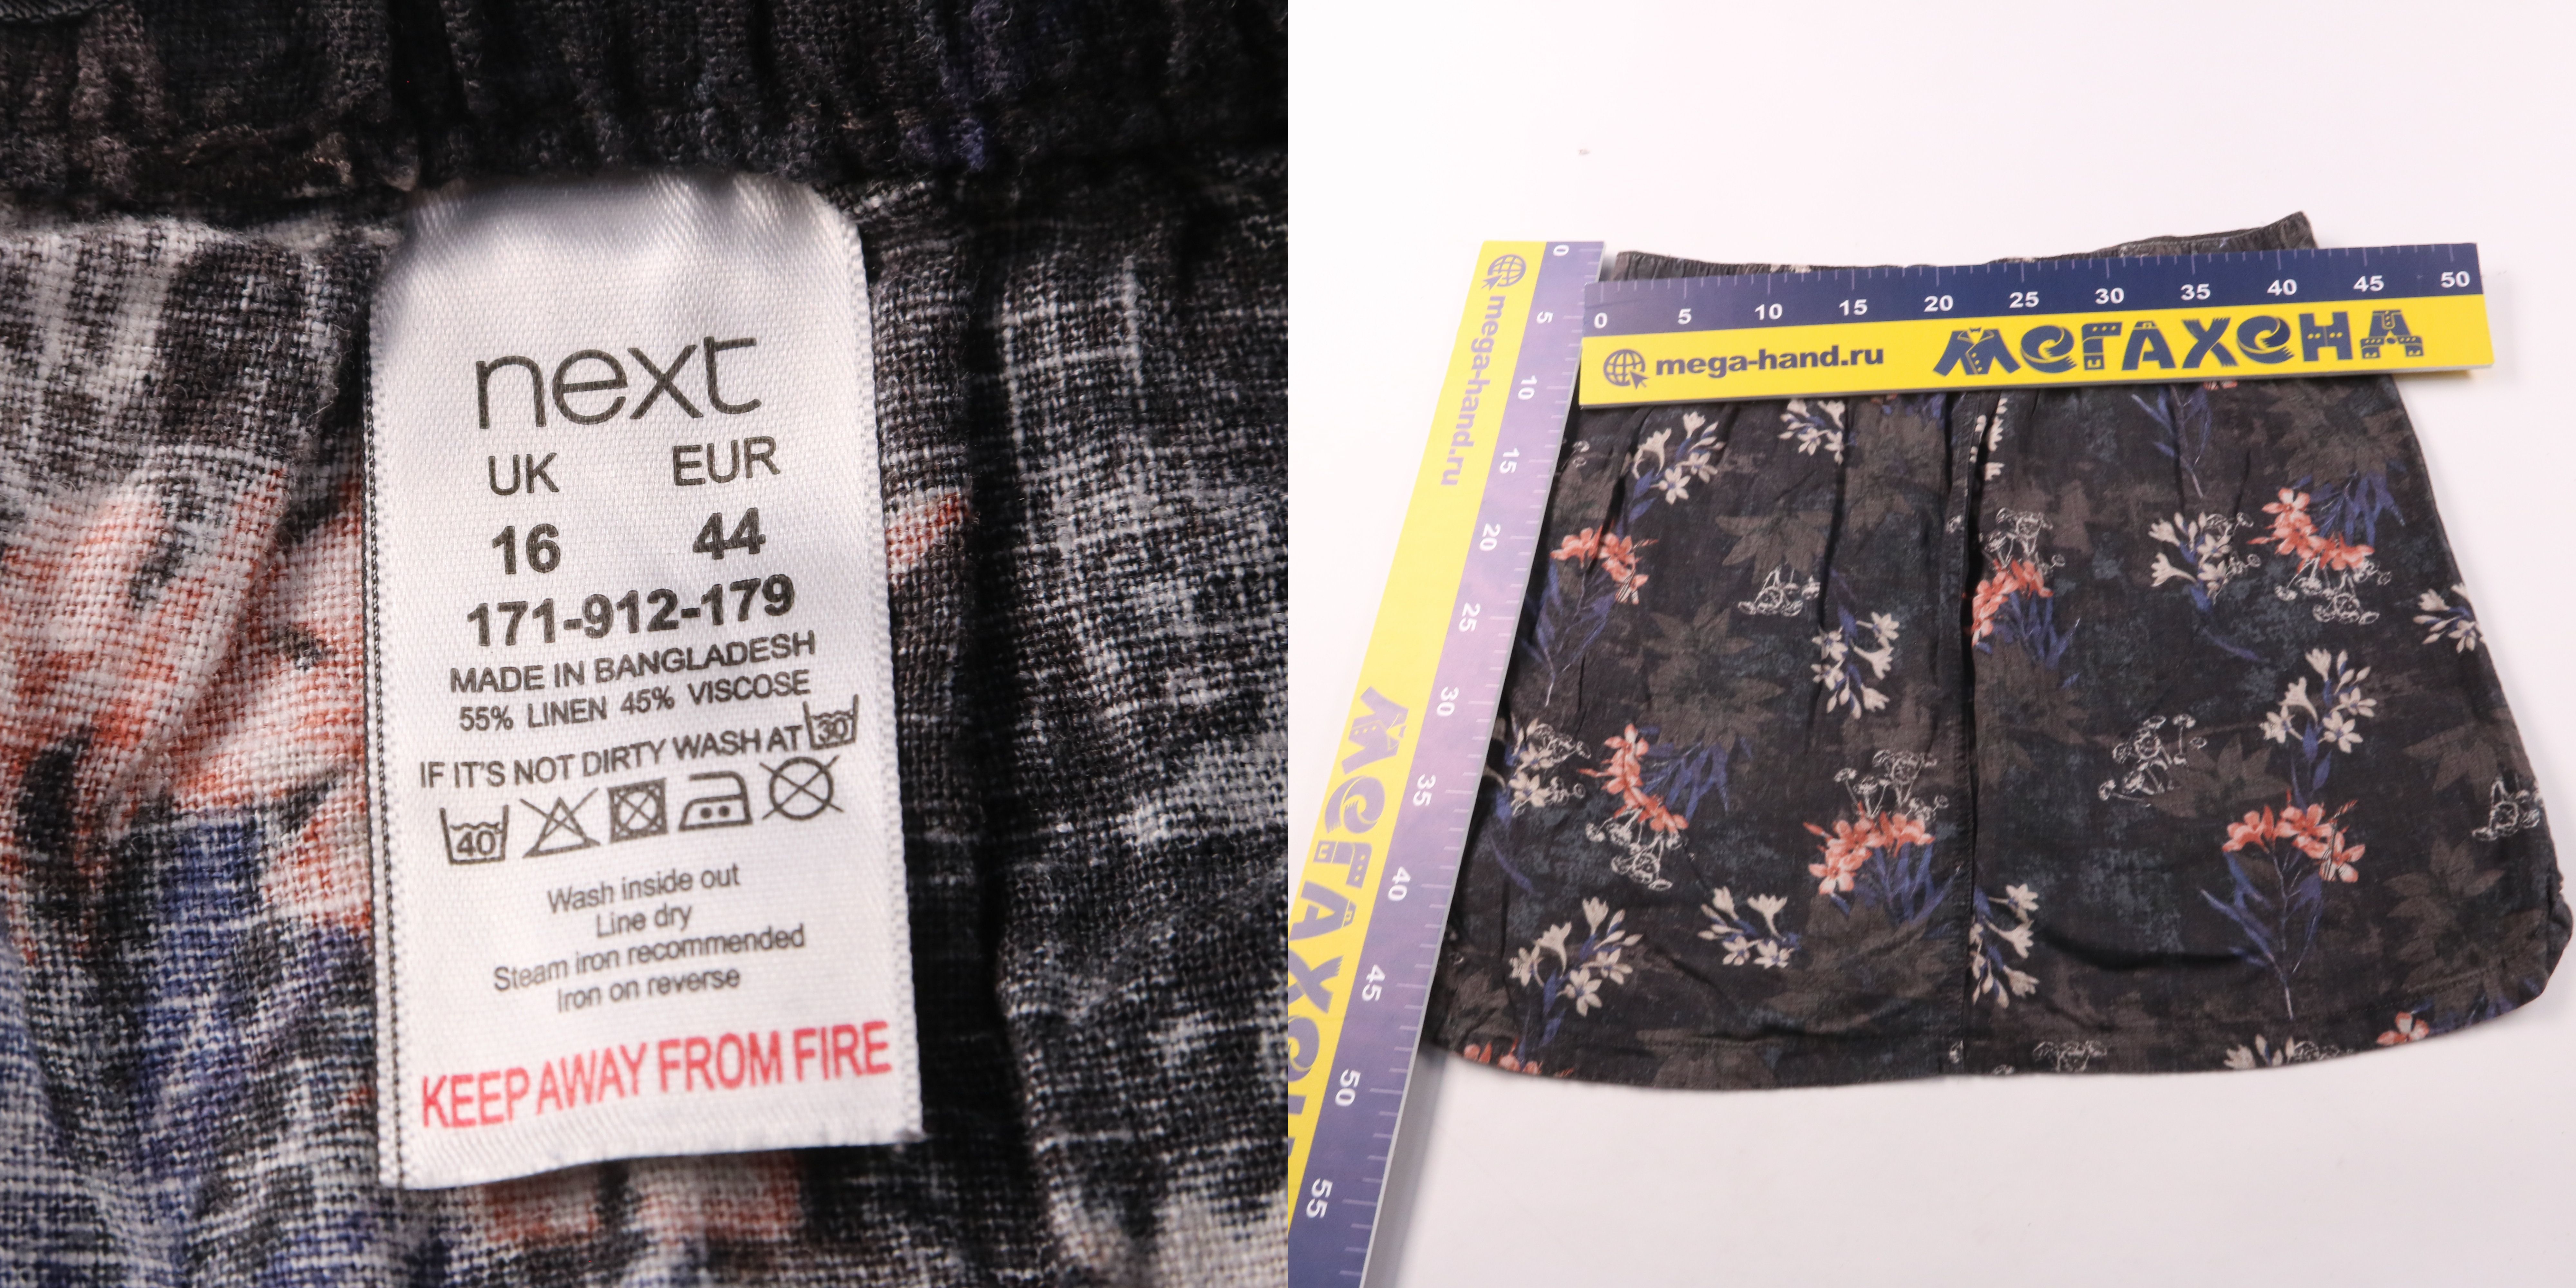 next
UK EUR
16 44
171-912-179
MADE IN BANGLADESH
55% LINEN 45% VISCOSE
IF IT'S NOT DIRTY WASH AT 30
40
Wash inside out
Line dry
Steam iron recommended
Iron on reverse
KEEP AWAY FROM FIRE
0 5 10 15 20 25 30 35 40 45 50 55
mega-hand.ru МЕГАХЕНД
0 5 10 15 20 25 30 35 40 45 50
mega-hand.ru МЕГАХЕНД